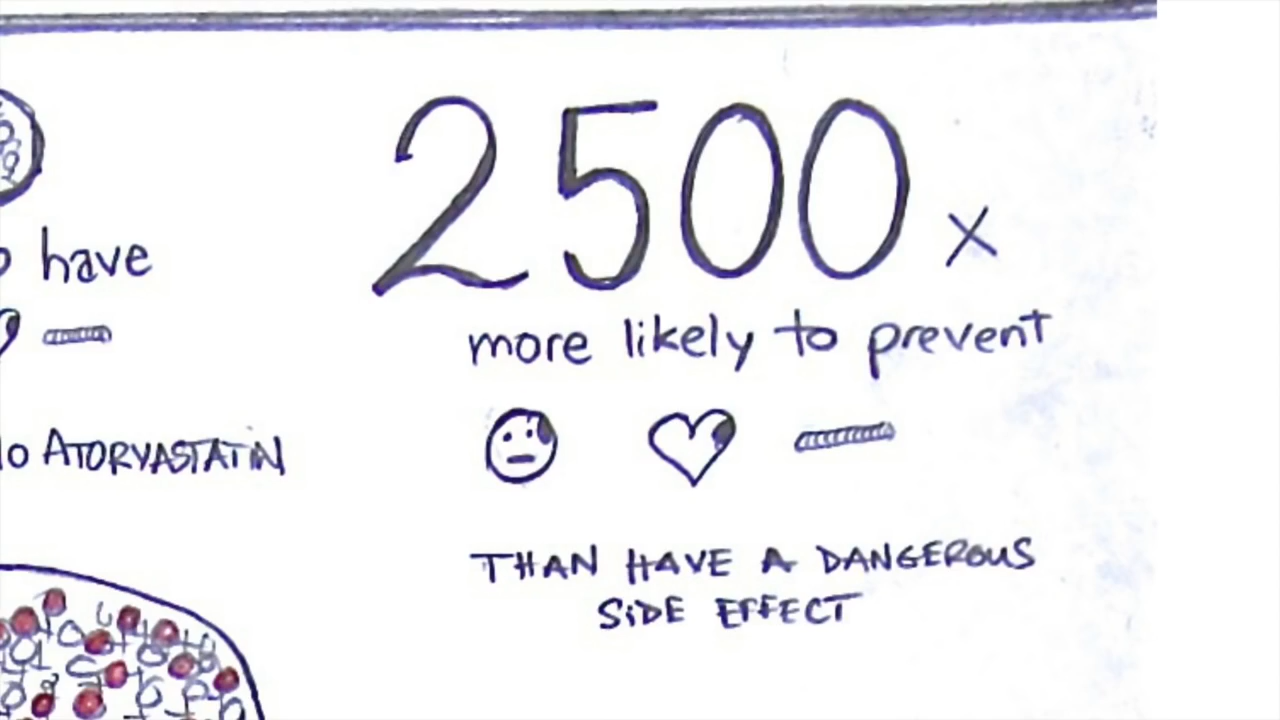 2500 x
have
more likely to prevent
ATORVASTATIN
THAN HAVE A DANGEROUS
SIDE EFFECT